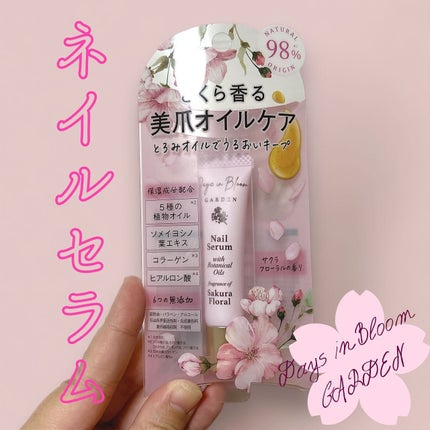 ネイルセラム
NATURAL
98%
ORIGIN
くら香る
美爪オイルケア
とろみオイルでうるおいキープ
保湿成分配合
5種の
植物オイル
ソメイヨシノ
葉エキス
コラーゲン
ヒアルロン酸
6つの無添加
Days in Bloom
GARDEN
Nail
Serum
with
Botanical
Oils
fragrance of
Sakura
Floral
サクラ
フローラルの香り
Days in Bloom
GARDEN